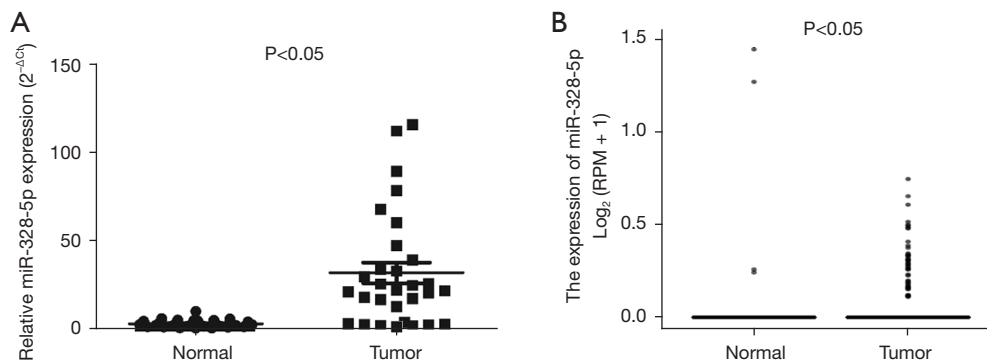 A
P<0.05
Relative miR-328-5p expression (2⁻ΔCt)
150
100
50
0
Normal
Tumor
B
P<0.05
The expression of miR-328-5p
Log₂ (RPM + 1)
1.5
1.0
0.5
0.0
Normal
Tumor